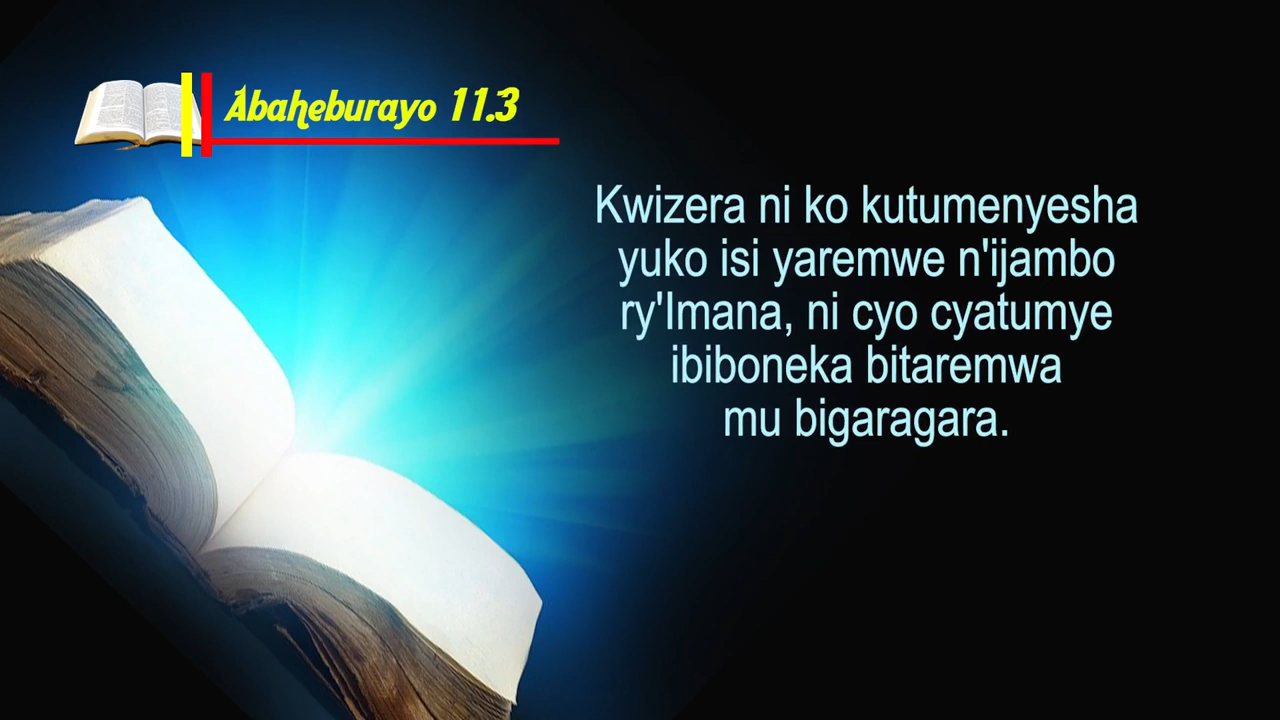 Abaheburayo 11.3
Kwizera ni ko kutumenyesha
yuko isi yaremwe n'ijambo
ry'Imana, ni cyo cyatumye
ibiboneka bitaremwa
mu bigaragara.